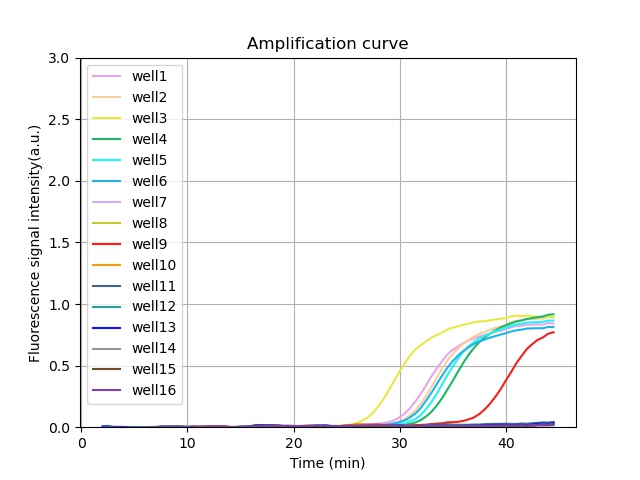 Amplification curve
Fluorescence signal intensity(a.u.)
3.0
2.5
2.0
1.5
1.0
0.5
0.0
well1
well2
well3
well4
well5
well6
well7
well8
well9
well10
well11
well12
well13
well14
well15
well16
0 10 20 30 40
Time (min)